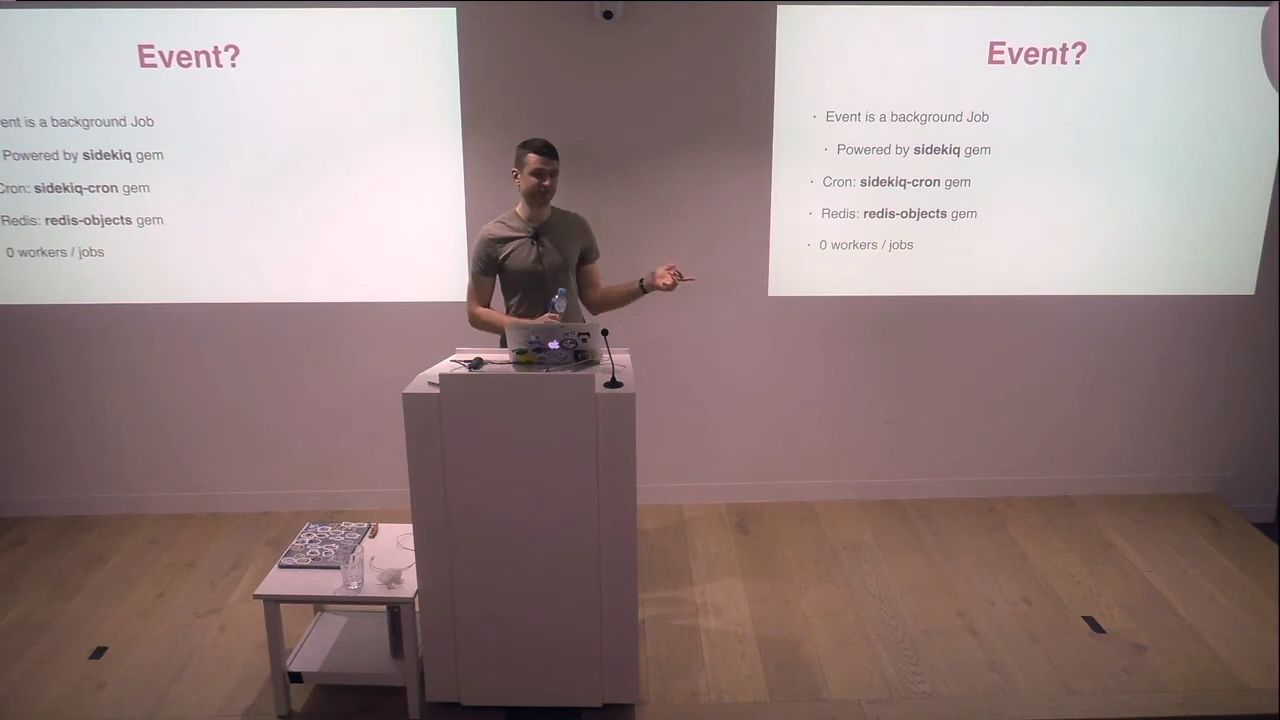 Event?
ent is a background Job
Powered by sidekiq gem
Cron: sidekiq-cron gem
Redis: redis-objects gem
0 workers / jobs
Event?
· Event is a background Job
· Powered by sidekiq gem
· Cron: sidekiq-cron gem
· Redis: redis-objects gem
· 0 workers / jobs